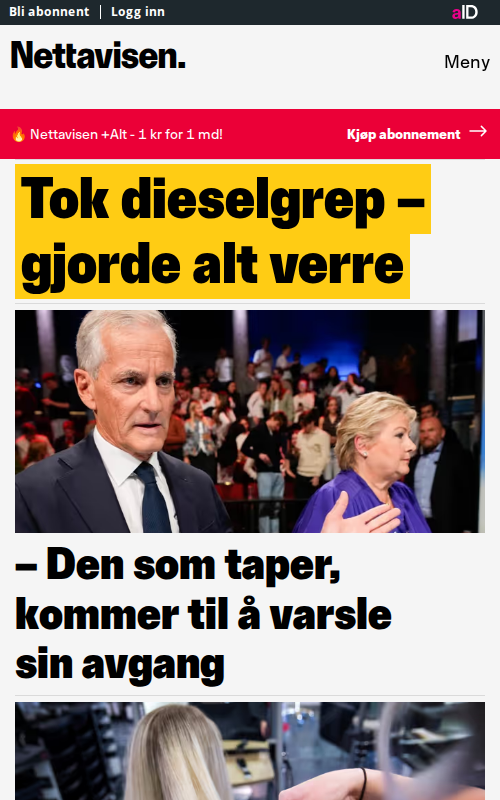 Bli abonnent | Logg inn
aID
Nettavisen.
Meny
🔥 Nettavisen +Alt - 1 kr for 1 md!
Kjøp abonnement →
Tok dieselgrep –
gjorde alt verre
– Den som taper,
kommer til å varsle
sin avgang